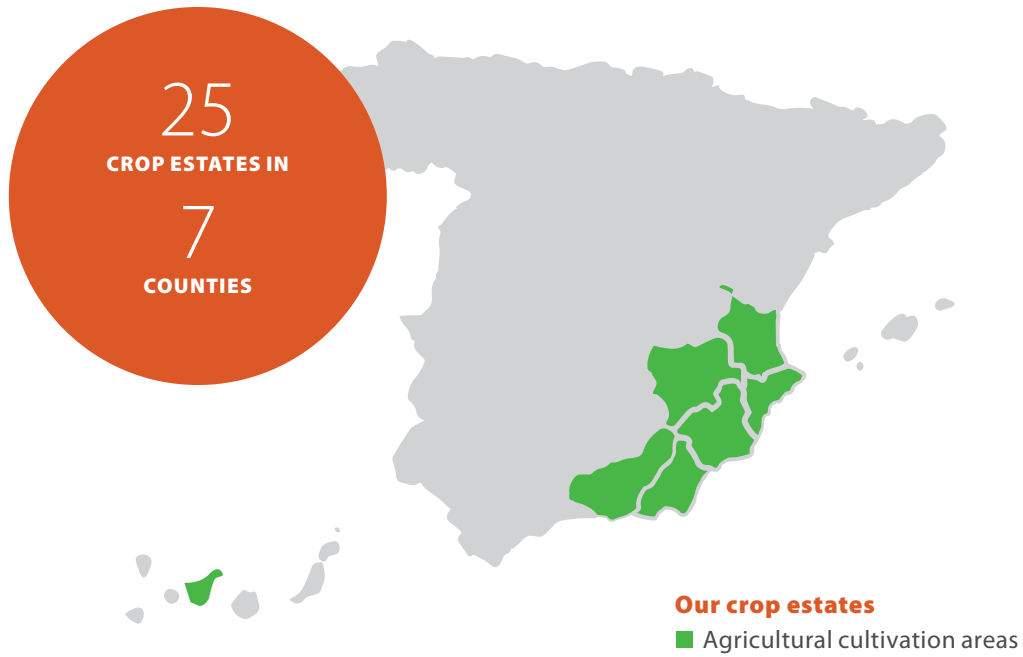 25
CROP ESTATES IN
7
COUNTIES
Our crop estates
Agricultural cultivation areas